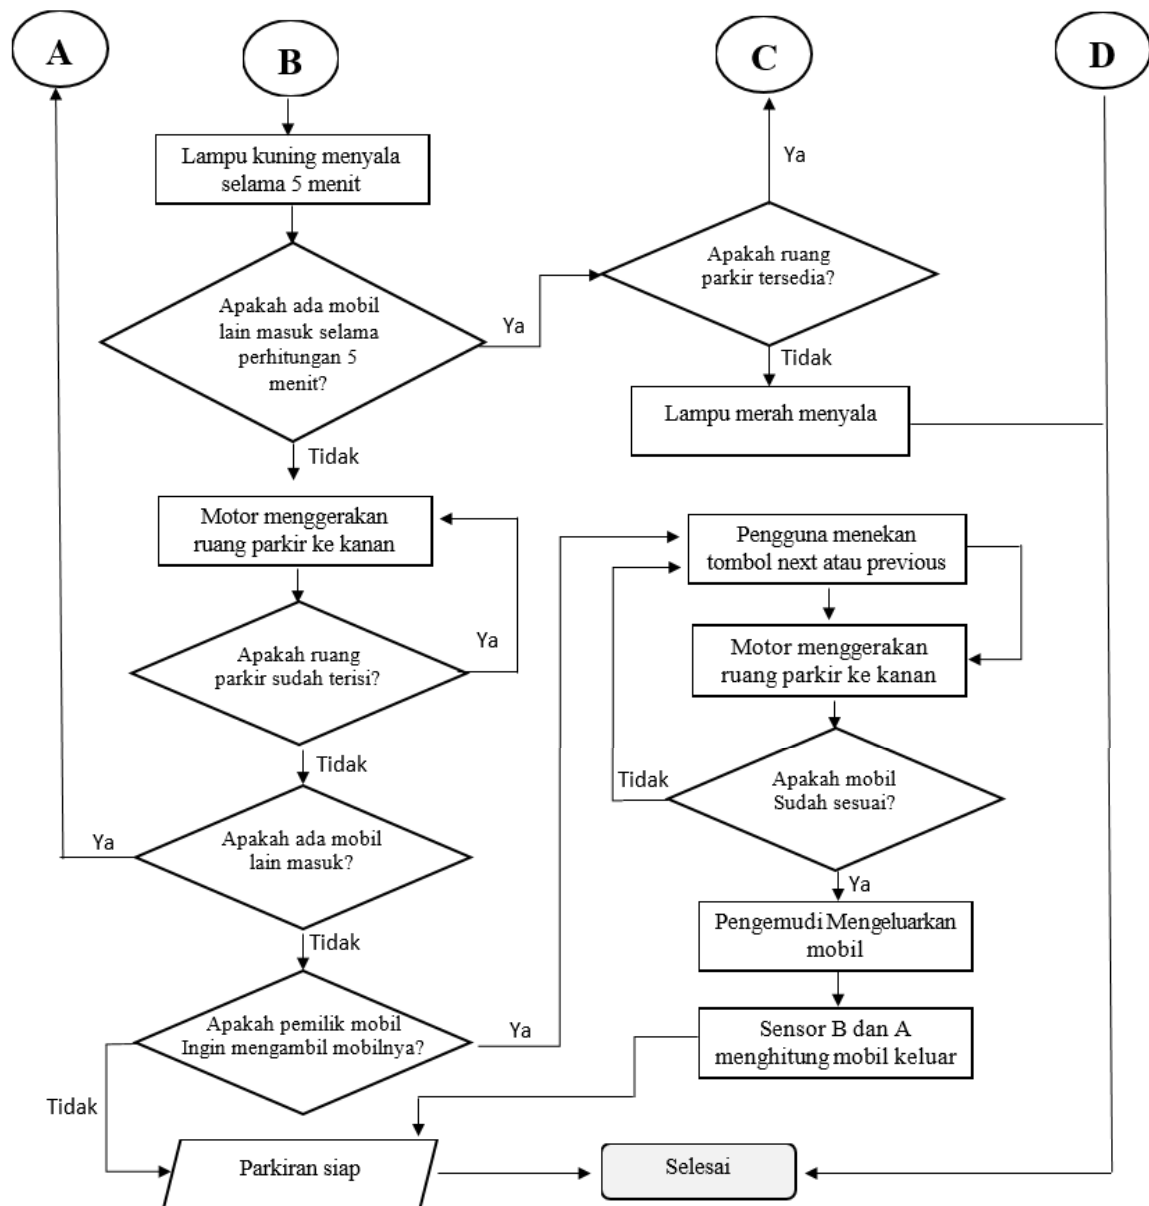 A
B
C
D
Lampu kuning menyala
selama 5 menit
Ya
Apakah ruang
parkir tersedia?
Apakah ada mobil
lain masuk selama
perhitungan 5
menit?
Ya
Tidak
Lampu merah menyala
Tidak
Motor menggerakan
ruang parkir ke kanan
Pengguna menekan
tombol next atau previous
Apakah ruang
parkir sudah terisi?
Ya
Motor menggerakan
ruang parkir ke kanan
Tidak
Apakah mobil
Sudah sesuai?
Tidak
Apakah ada mobil
lain masuk?
Ya
Ya
Pengemudi Mengeluarkan
mobil
Tidak
Apakah pemilik mobil
Ingin mengambil mobilnya?
Ya
Sensor B dan A
menghitung mobil keluar
Tidak
Parkiran siap
Selesai